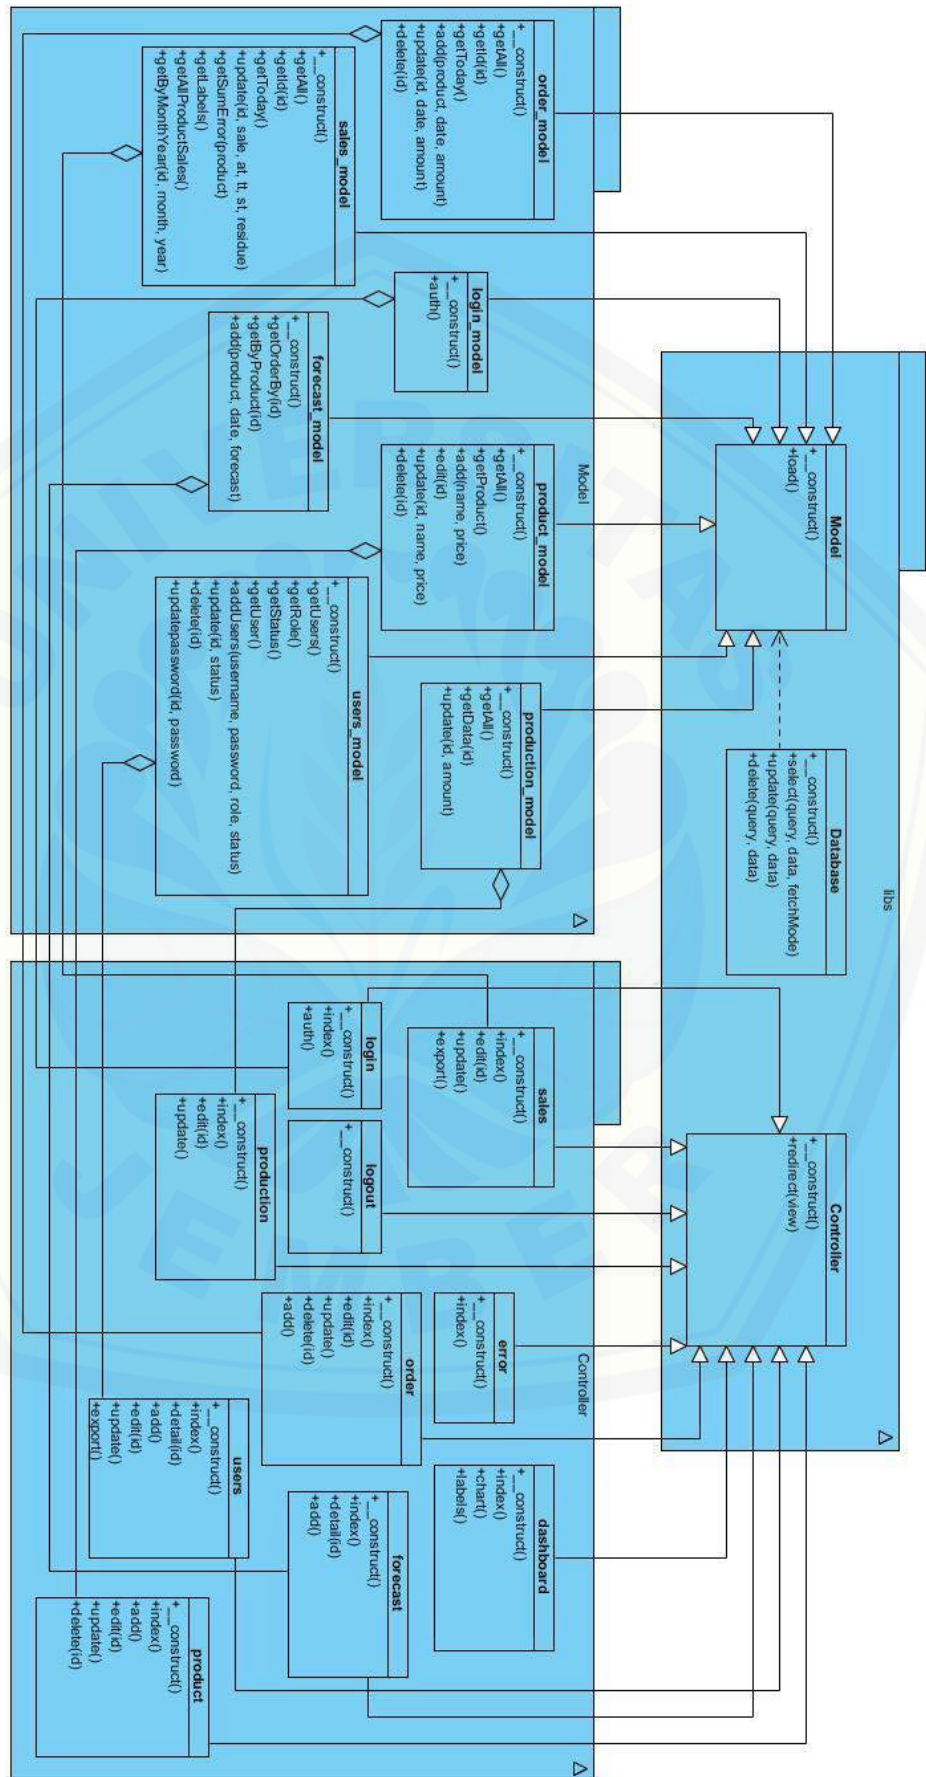 libs
Model
+__construct()
+load()
Database
+__construct()
+select(query, data, fetchMode)
+update(query, data)
+delete(query, data)
Controller
+__construct()
+redirect(view)
Model
order_model
+__construct()
+getAll()
+getId(id)
+getToday()
+add(product, date, amount)
+update(id, date, amount)
+delete(id)
sales_model
+__construct()
+getAll()
+getId(id)
+getToday()
+update(id, sale, at, tt, st, residue)
+getSumError(product)
+getLabels()
+getAllProductSales()
+getByMonthYear(id, month, year)
login_model
+__construct()
+auth()
forecast_model
+__construct()
+getOrderBy(id)
+getByProduct(id)
+add(product, date, forecast)
product_model
+__construct()
+getAll()
+getProduct()
+add(name, price)
+edit(id)
+update(id, name, price)
+delete(id)
users_model
+__construct()
+getUsers()
+getRole()
+getStatus()
+getUser()
+addUsers(username, password, role, status)
+update(id, status)
+delete(id)
+updatepassword(id, password)
production_model
+__construct()
+getAll()
+getData(id)
+update(id, amount)
Controller
sales
+__construct()
+index()
+edit(id)
+update()
+export()
login
+__construct()
+index()
+auth()
logout
+__construct()
production
+__construct()
+index()
+edit(id)
+update()
error
+__construct()
+index()
order
+__construct()
+index()
+edit(id)
+update()
+delete(id)
+add()
users
+__construct()
+index()
+detail(id)
+add()
+edit(id)
+update()
+export()
dashboard
+__construct()
+index()
+chart()
+labels()
forecast
+__construct()
+index()
+detail(id)
+add()
product
+__construct()
+index()
+add()
+edit(id)
+update()
+delete(id)
UNIVERSITAS
JEMBER